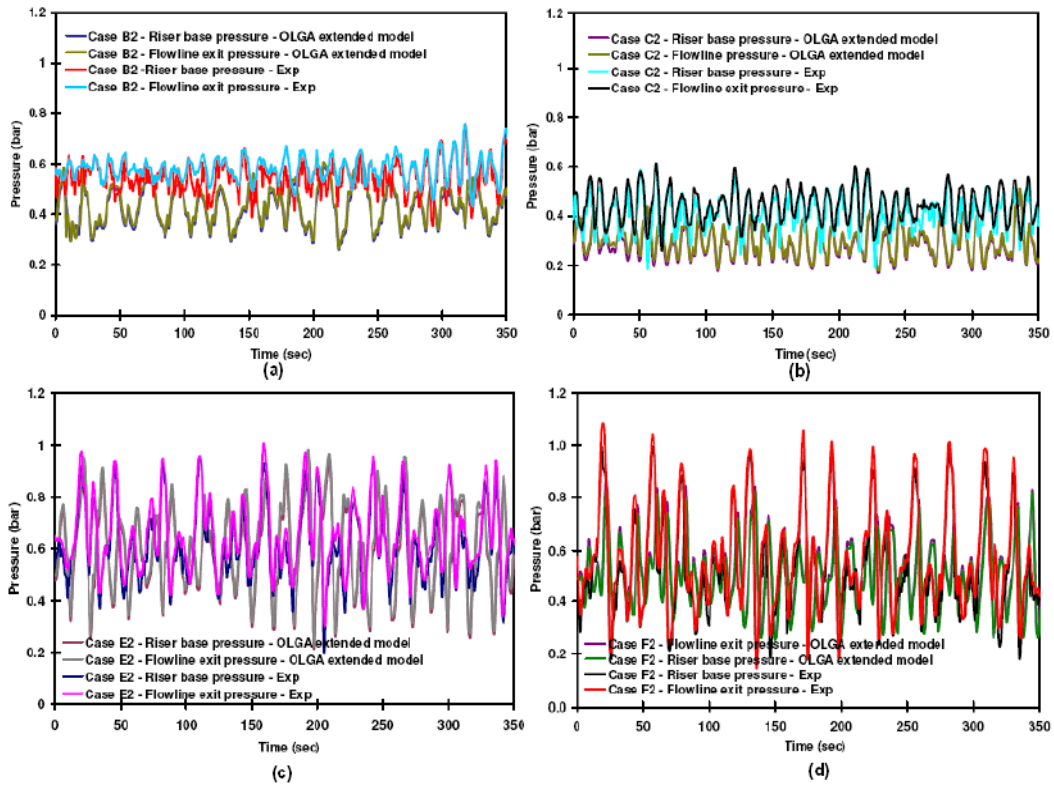 1.2
Case B2 - Riser base pressure - OLGA extended model
Case B2 - Flowline exit pressure - OLGA extended model
Case B2 -Riser base pressure - Exp
Case B2 - Flowline exit pressure - Exp
1
0.8
0.6
0.4
0.2
0
Pressure (bar)
0 50 100 150 200 250 300 350
Time (sec)
(a)
1.2
Case C2 - Riser base pressure - OLGA extended model
Case C2 - Flowline pressure - OLGA extended model
Case C2 - Riser base pressure - Exp
Case C2 - Flowline exit pressure - Exp
1
0.8
0.6
0.4
0.2
0
Pressure (bar)
0 50 100 150 200 250 300 350
Time (sec)
(b)
1.2
1
0.8
0.6
0.4
0.2
0
Pressure (bar)
Case E2 - Riser base pressure - OLGA extended model
Case E2 - Flowline exit pressure - OLGA extended model
Case E2 - Riser base pressure - Exp
Case E2 - Flowline exit pressure - Exp
0 50 100 150 200 250 300 350
Time (sec)
(c)
1.2
1.0
0.8
0.6
0.4
0.2
0.0
Pressure (bar)
Case F2 - Flowline exit pressure - OLGA extended model
Case F2 - Riser base pressure - OLGA extended model
Case F2 - Riser base pressure - Exp
Case F2 - Flowline exit pressure - Exp
0 50 100 150 200 250 300 350
Time (sec)
(d)